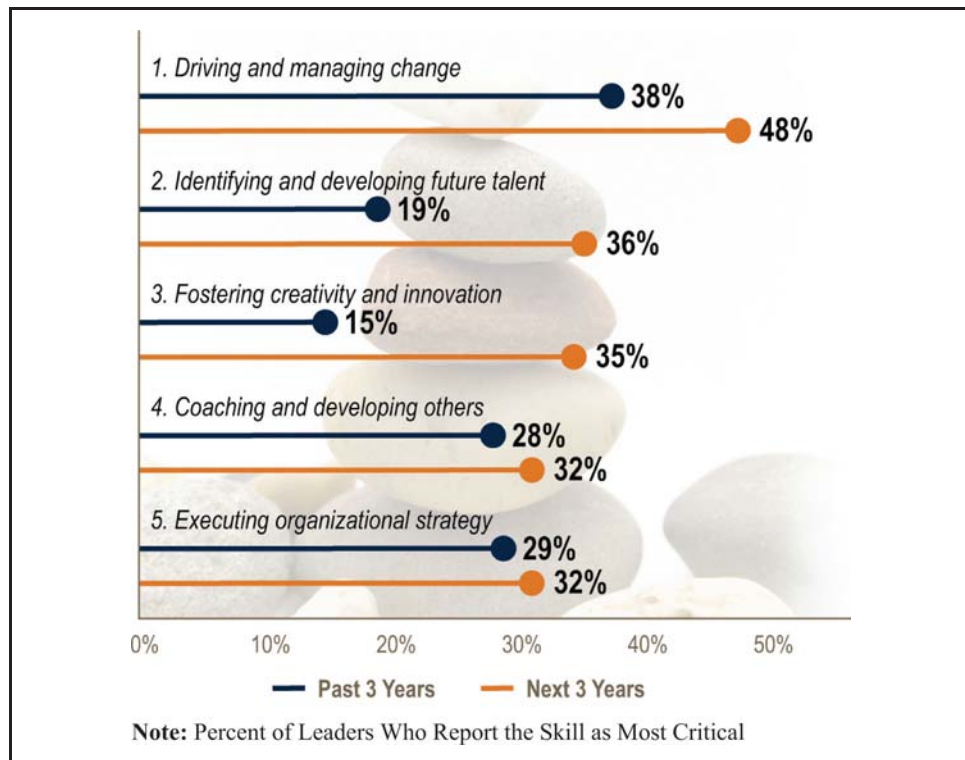 1. Driving and managing change
38%
48%
2. Identifying and developing future talent
19%
36%
3. Fostering creativity and innovation
15%
35%
4. Coaching and developing others
28%
32%
5. Executing organizational strategy
29%
32%
0% 10% 20% 30% 40% 50%
Past 3 Years Next 3 Years
Note: Percent of Leaders Who Report the Skill as Most Critical